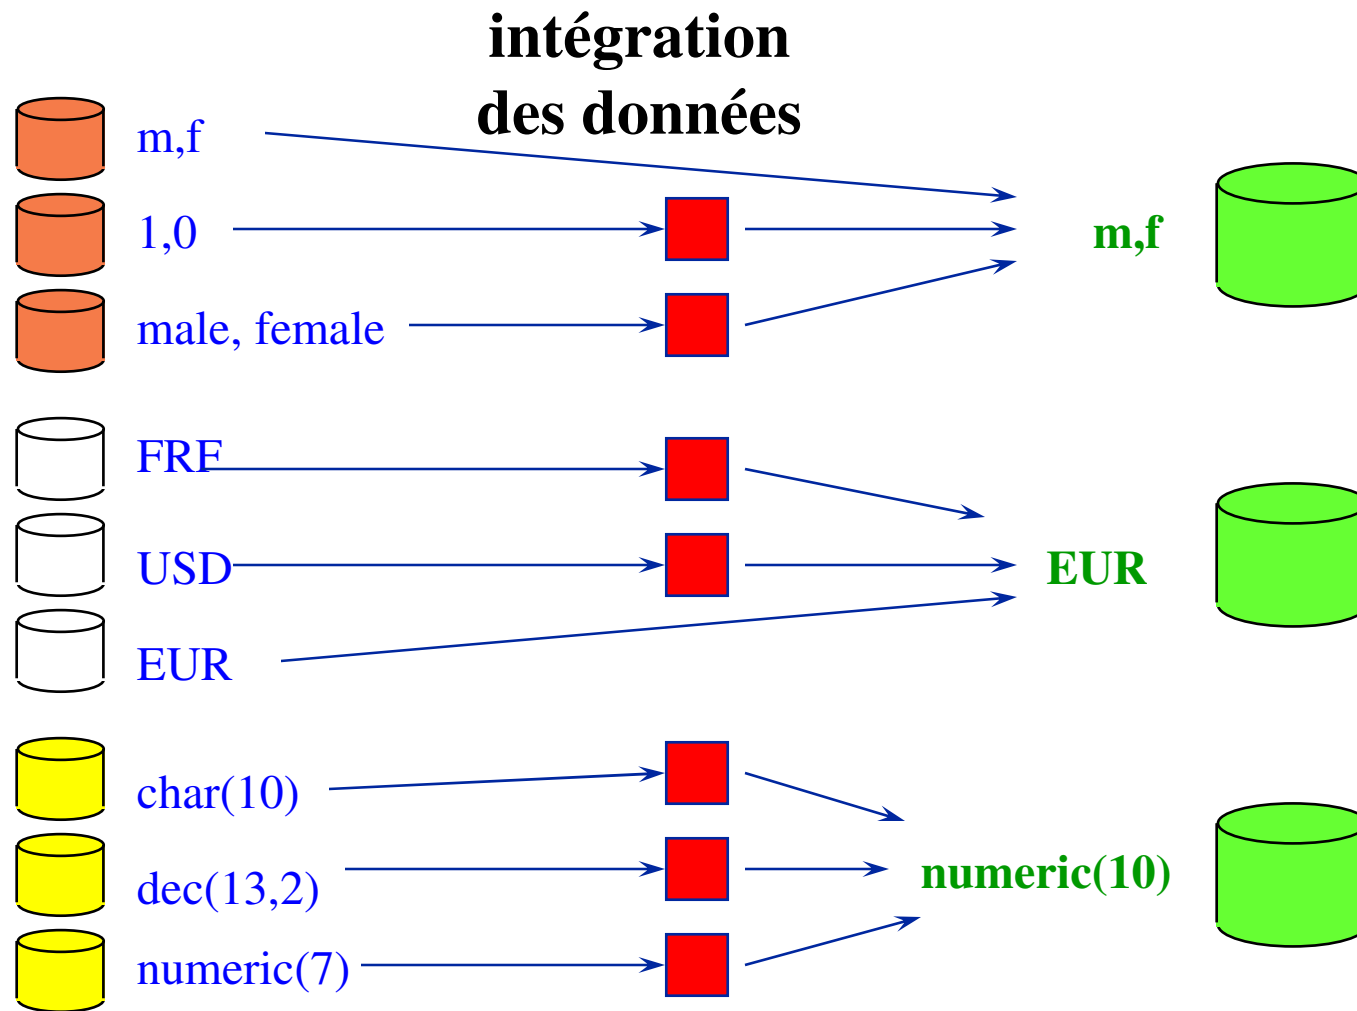 intégration
des données
m,f
1,0
male, female
m,f
FRF
USD
EUR
EUR
char(10)
dec(13,2)
numeric(7)
numeric(10)